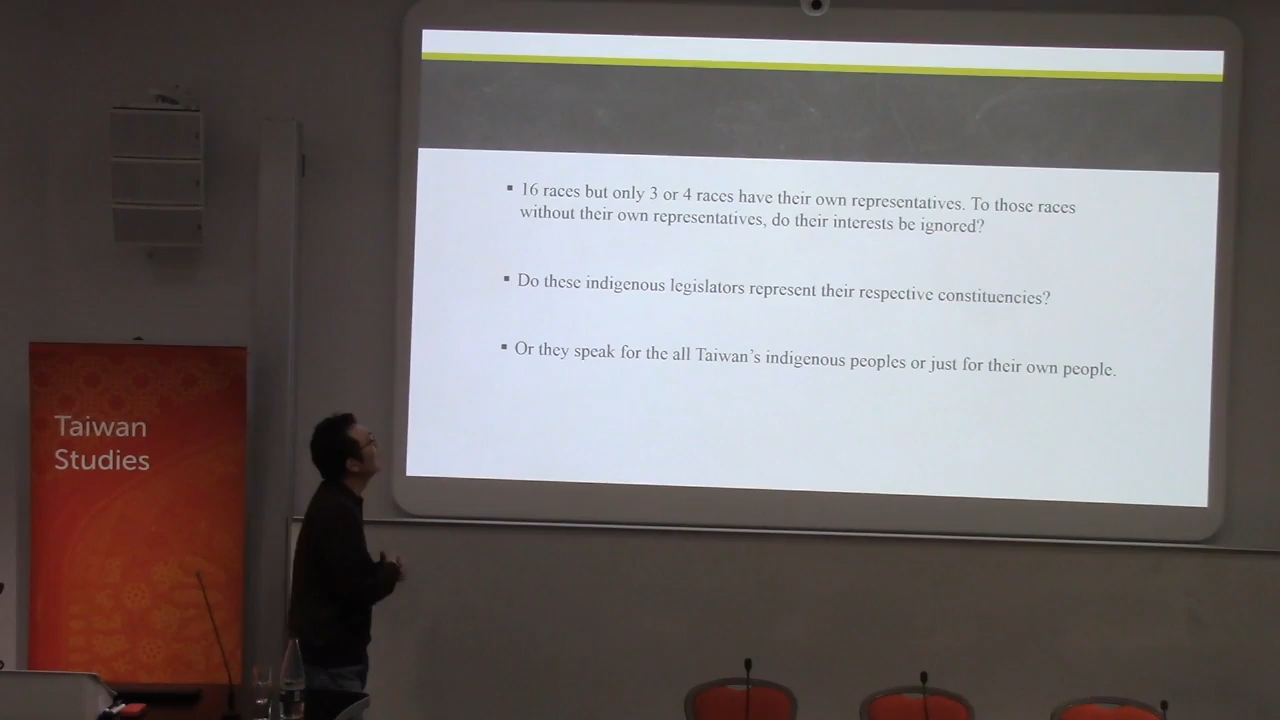 16 races but only 3 or 4 races have their own representatives. To those races
without their own representatives, do their interests be ignored?
Do these indigenous legislators represent their respective constituencies?
Or they speak for the all Taiwan’s indigenous peoples or just for their own people.
Taiwan
Studies